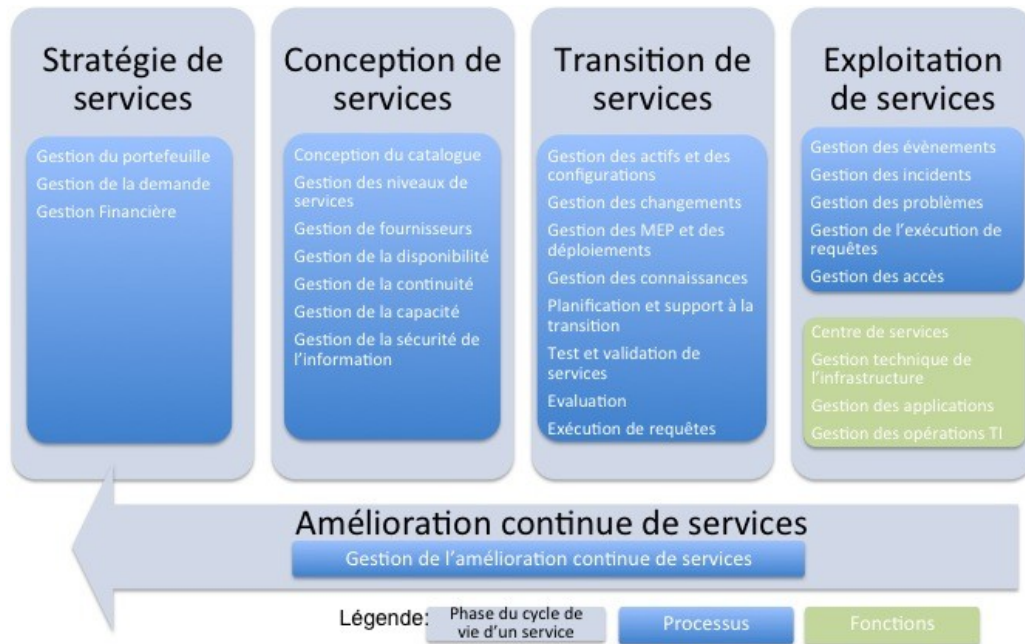 Stratégie de
services
Gestion du portefeuille
Gestion de la demande
Gestion Financière
Conception de
services
Conception du catalogue
Gestion des niveaux de
services
Gestion de fournisseurs
Gestion de la disponibilité
Gestion de la continuité
Gestion de la capacité
Gestion de la sécurité de
l'information
Transition de
services
Gestion des actifs et des
configurations
Gestion des changements
Gestion des MEP et des
déploiements
Gestion des connaissances
Planification et support à la
transition
Test et validation de
services
Evaluation
Exécution de requêtes
Exploitation
de services
Gestion des évènements
Gestion des incidents
Gestion des problèmes
Gestion de l'exécution de
requêtes
Gestion des accès
Centre de services
Gestion technique de
l'infrastructure
Gestion des applications
Gestion des opérations TI
Amélioration continue de services
Gestion de l'amélioration continue de services
Légende:
Phase du cycle de
vie d'un service
Processus
Fonctions